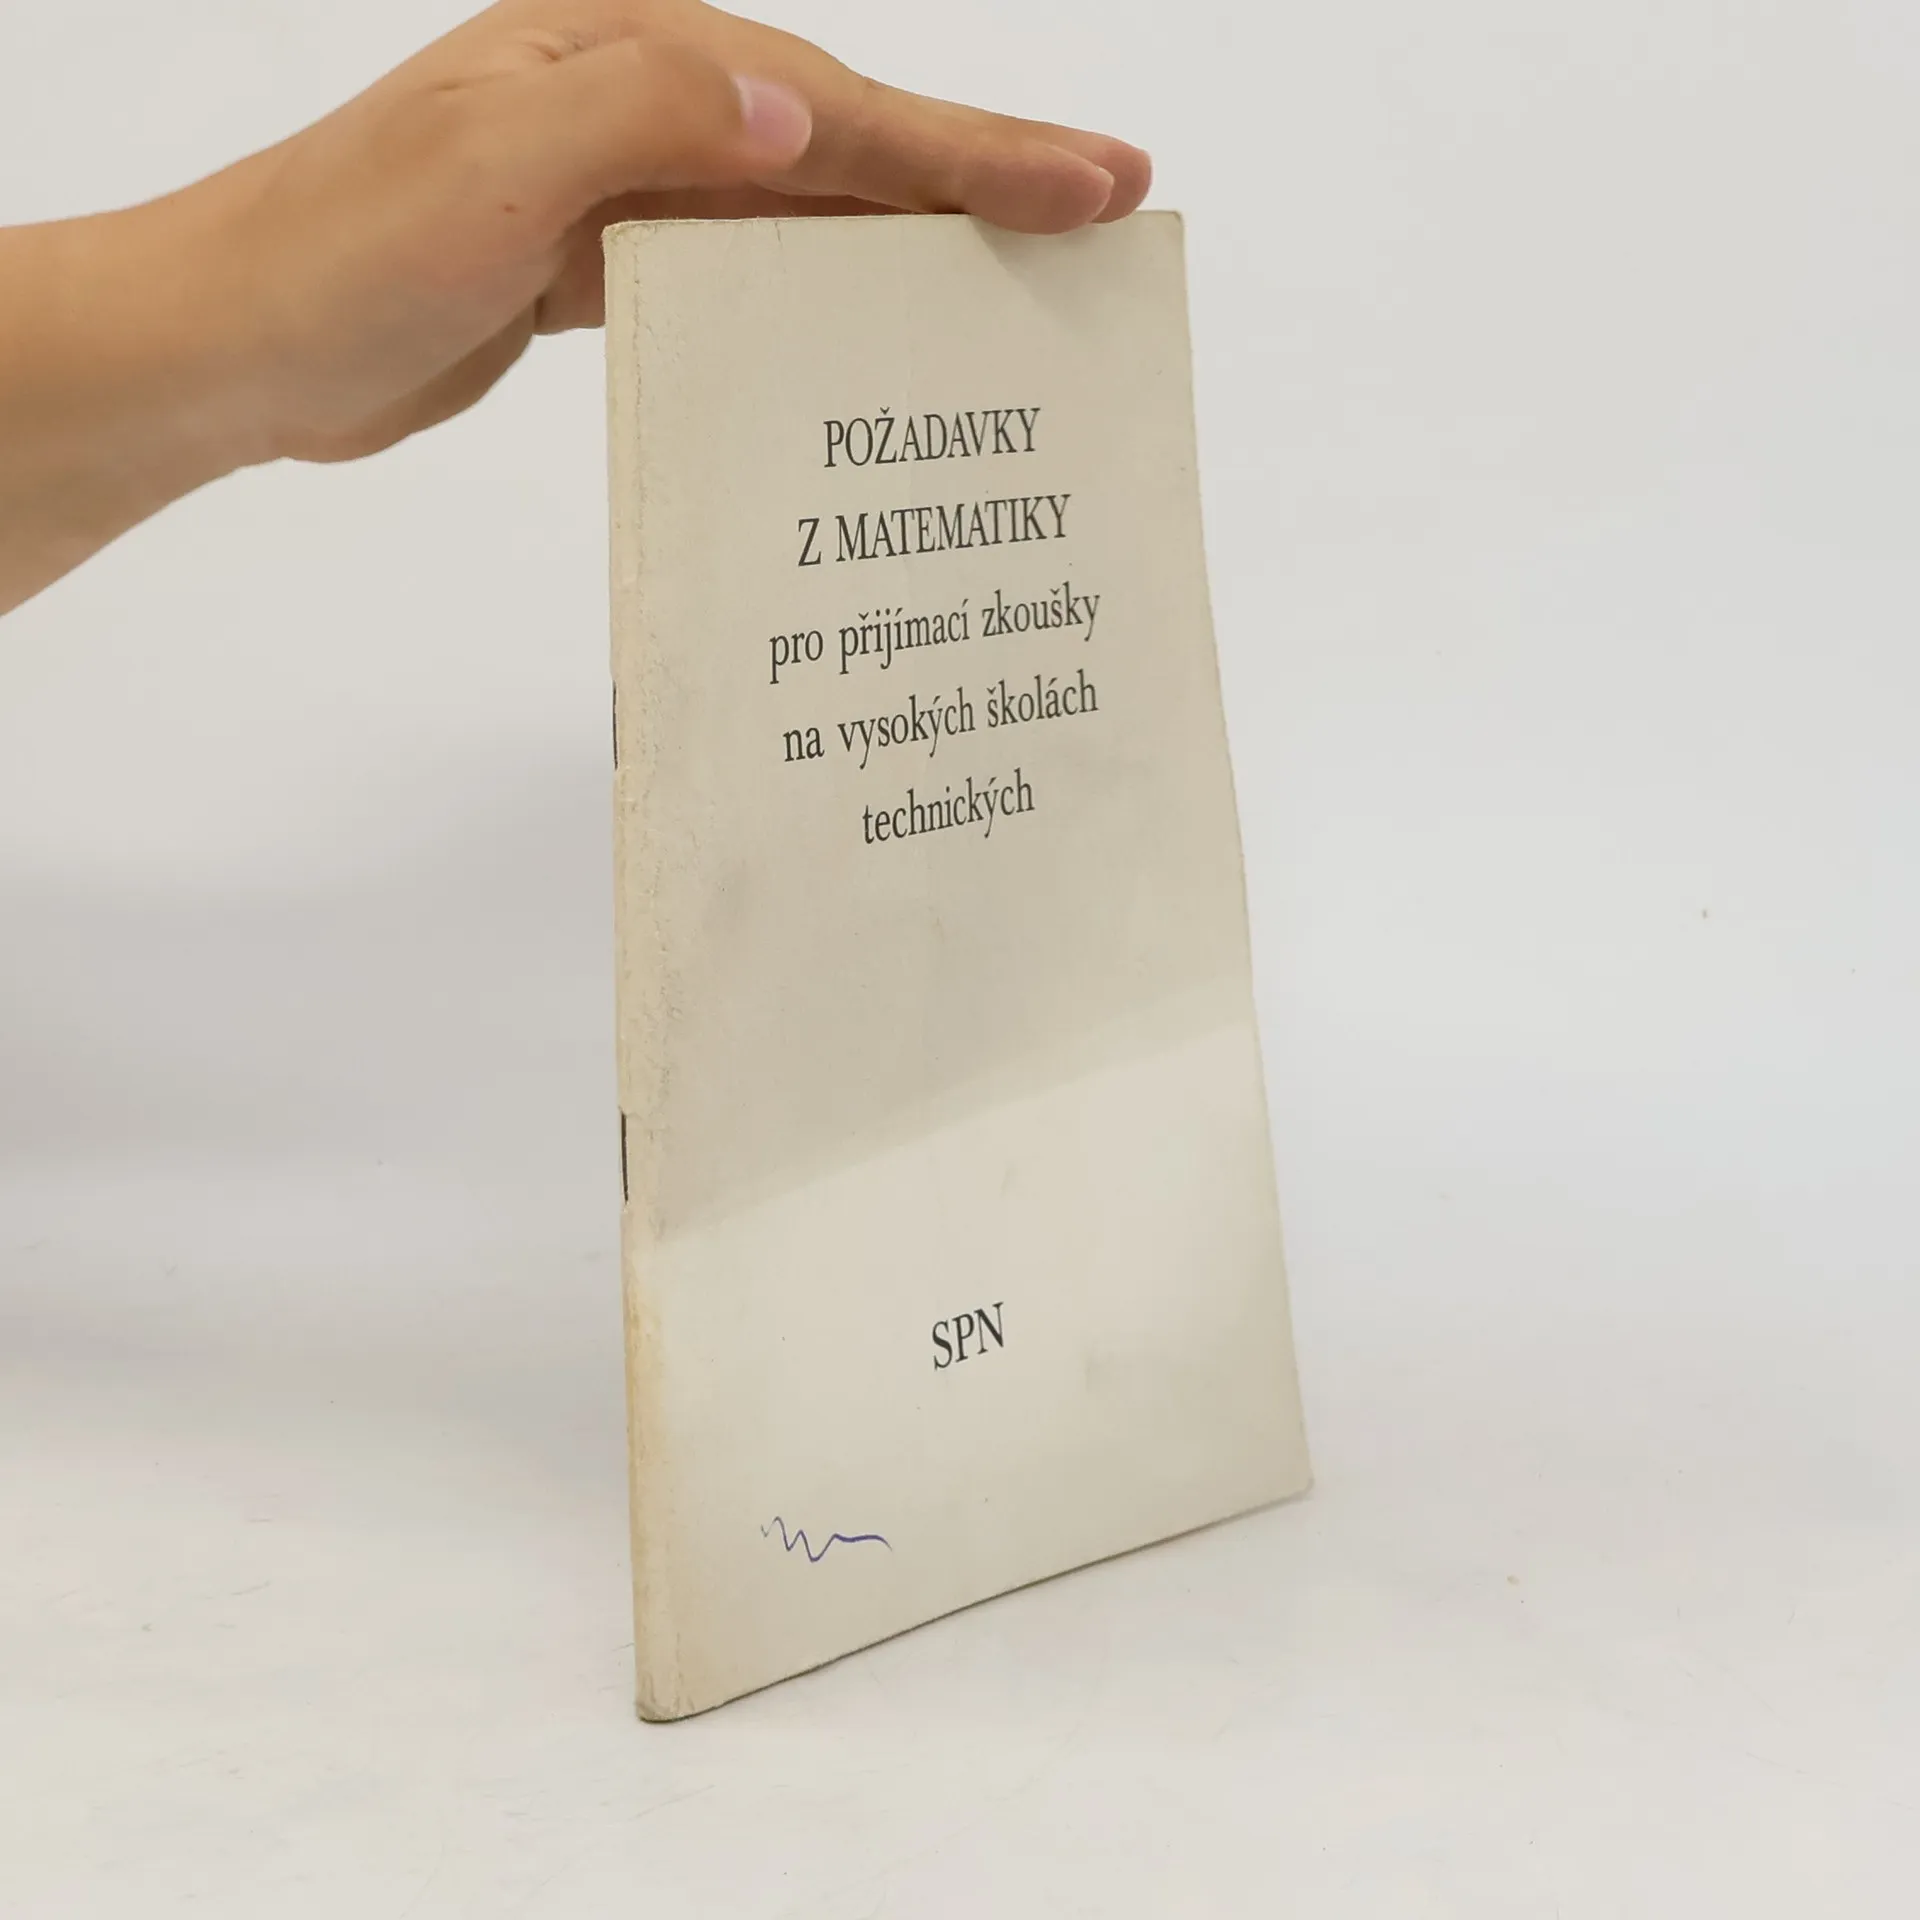 POŽADAVKY
Z MATEMATIKY
pro přijímací zkoušky
na vysokých školách
technických
SPN